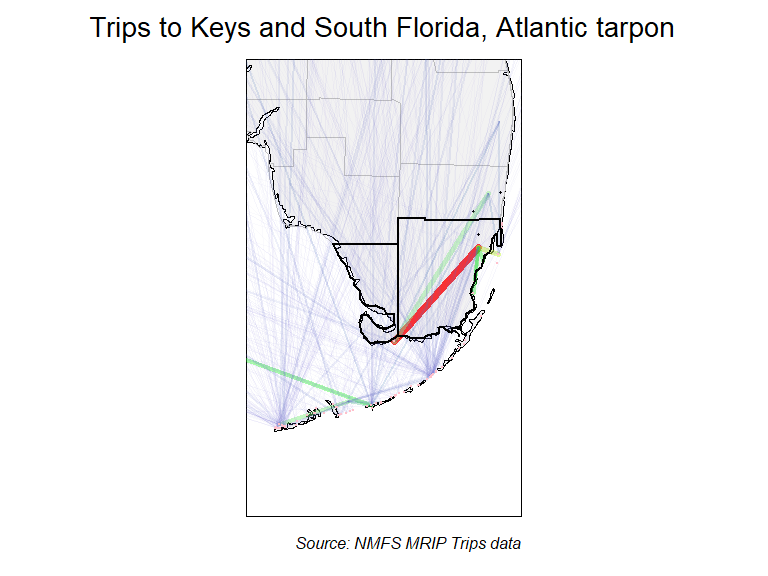 Trips to Keys and South Florida, Atlantic tarpon
Source: NMFS MRIP Trips data